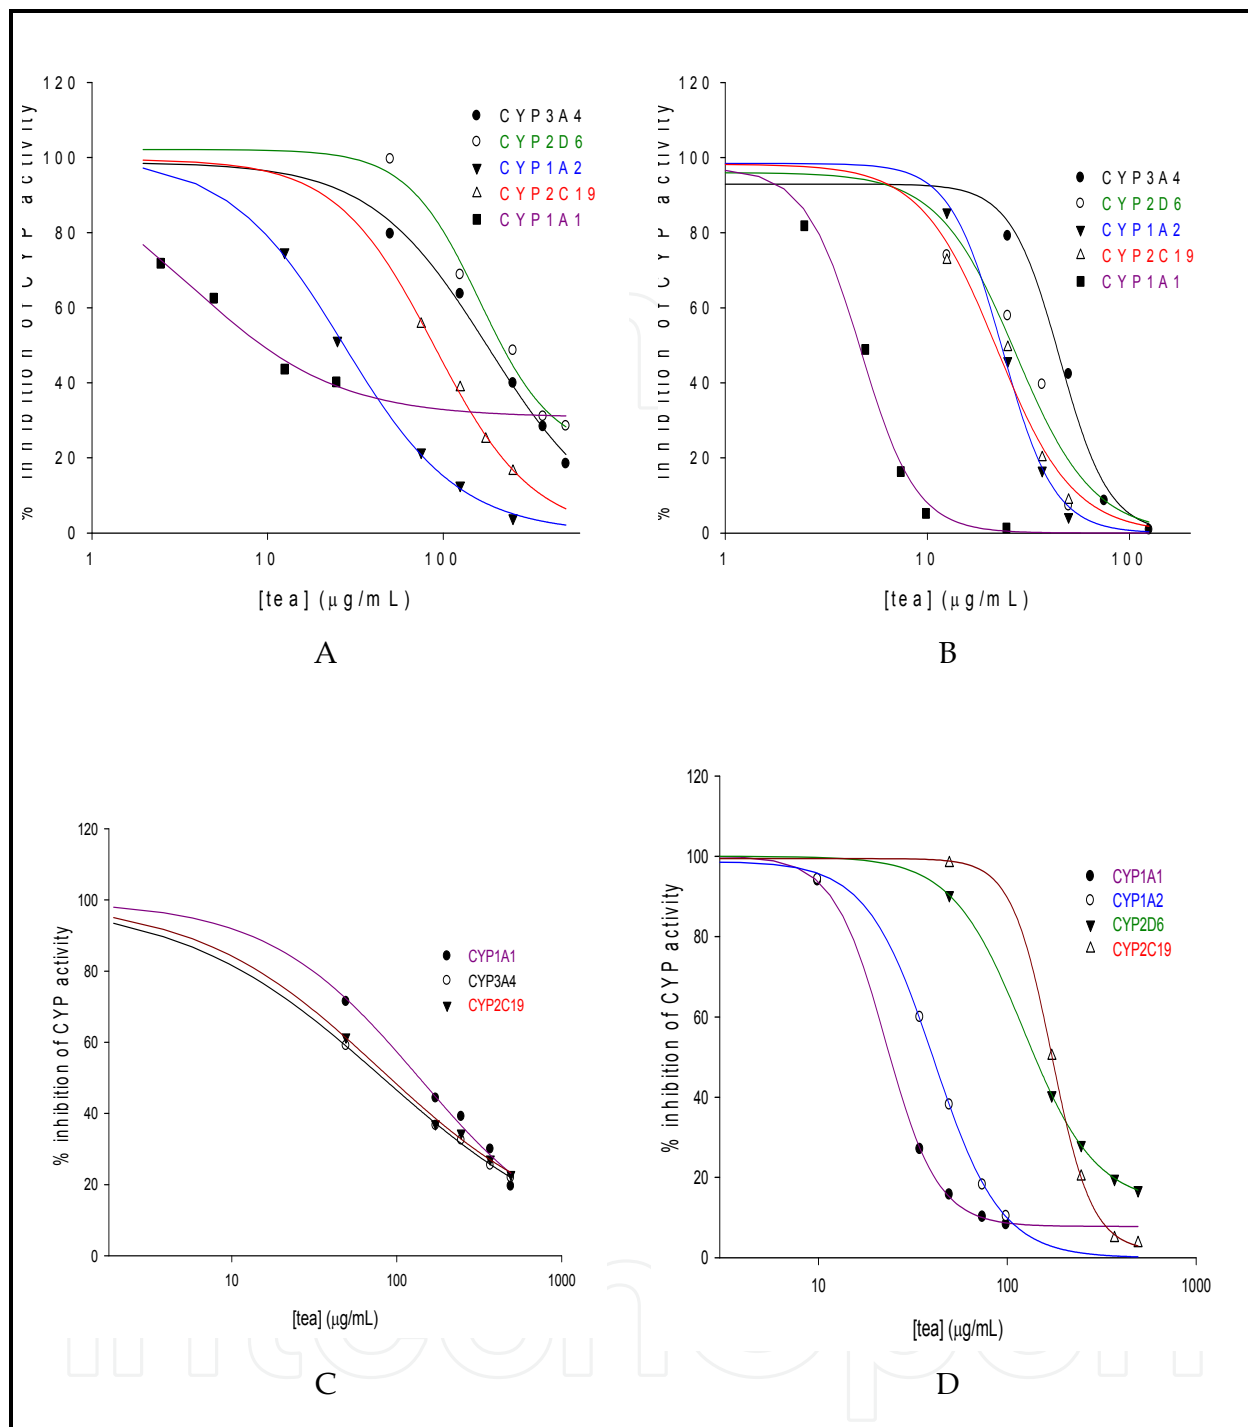 120
100
80
60
40
20
0
% inhibition of CYP activity
CYP3A4
CYP2D6
CYP1A2
CYP2C19
CYP1A1
1
10
100
[tea] (μg/mL)
A
120
100
80
60
40
20
0
% inhibition of CYP activity
CYP3A4
CYP2D6
CYP1A2
CYP2C19
CYP1A1
1
10
100
[tea] (μg/mL)
B
120
100
80
60
40
20
0
% inhibition of CYP activity
CYP1A1
CYP3A4
CYP2C19
10
100
1000
[tea] (μg/mL)
C
120
100
80
60
40
20
0
% inhibition of CYP activity
CYP1A1
CYP1A2
CYP2D6
CYP2C19
10
100
1000
[tea] (μg/mL)
D